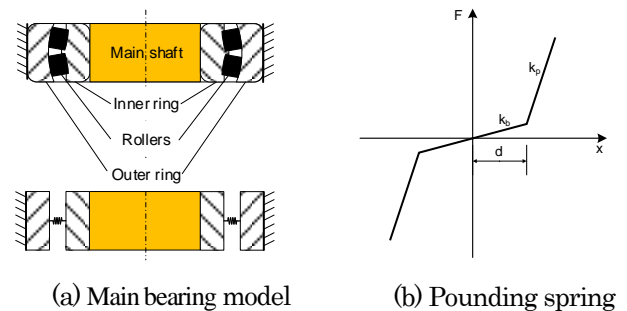 Main shaft
Inner ring
Rollers
Outer ring
(a) Main bearing model
F
kp
kb
d
x
(b) Pounding spring